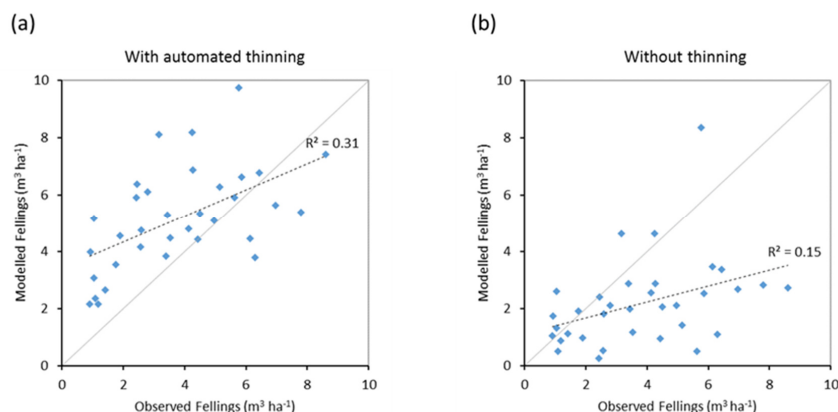 (a)
With automated thinning
10
8
6
4
2
0
0 2 4 6 8 10
Modelled Fellings (m³ ha⁻¹)
Observed Fellings (m³ ha⁻¹)
R² = 0.31
(b)
Without thinning
10
8
6
4
2
0
0 2 4 6 8 10
Modelled Fellings (m³ ha⁻¹)
Observed Fellings (m³ ha⁻¹)
R² = 0.15